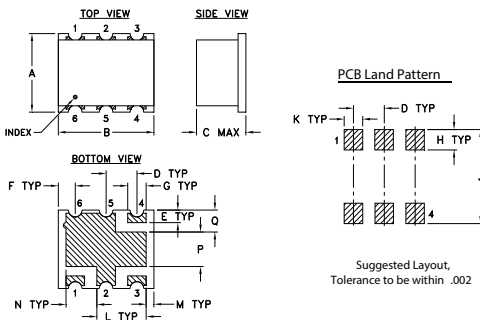 TOP VIEW
SIDE VIEW
1 2 3
A
6 5 4
INDEX
B
C MAX
BOTTOM VIEW
D TYP
F TYP
G TYP
6 5 4
E TYP
Q
P
1 2 3
N TYP
M TYP
L TYP
PCB Land Pattern
K TYP
D TYP
1
H TYP
4
Suggested Layout,
Tolerance to be within .002